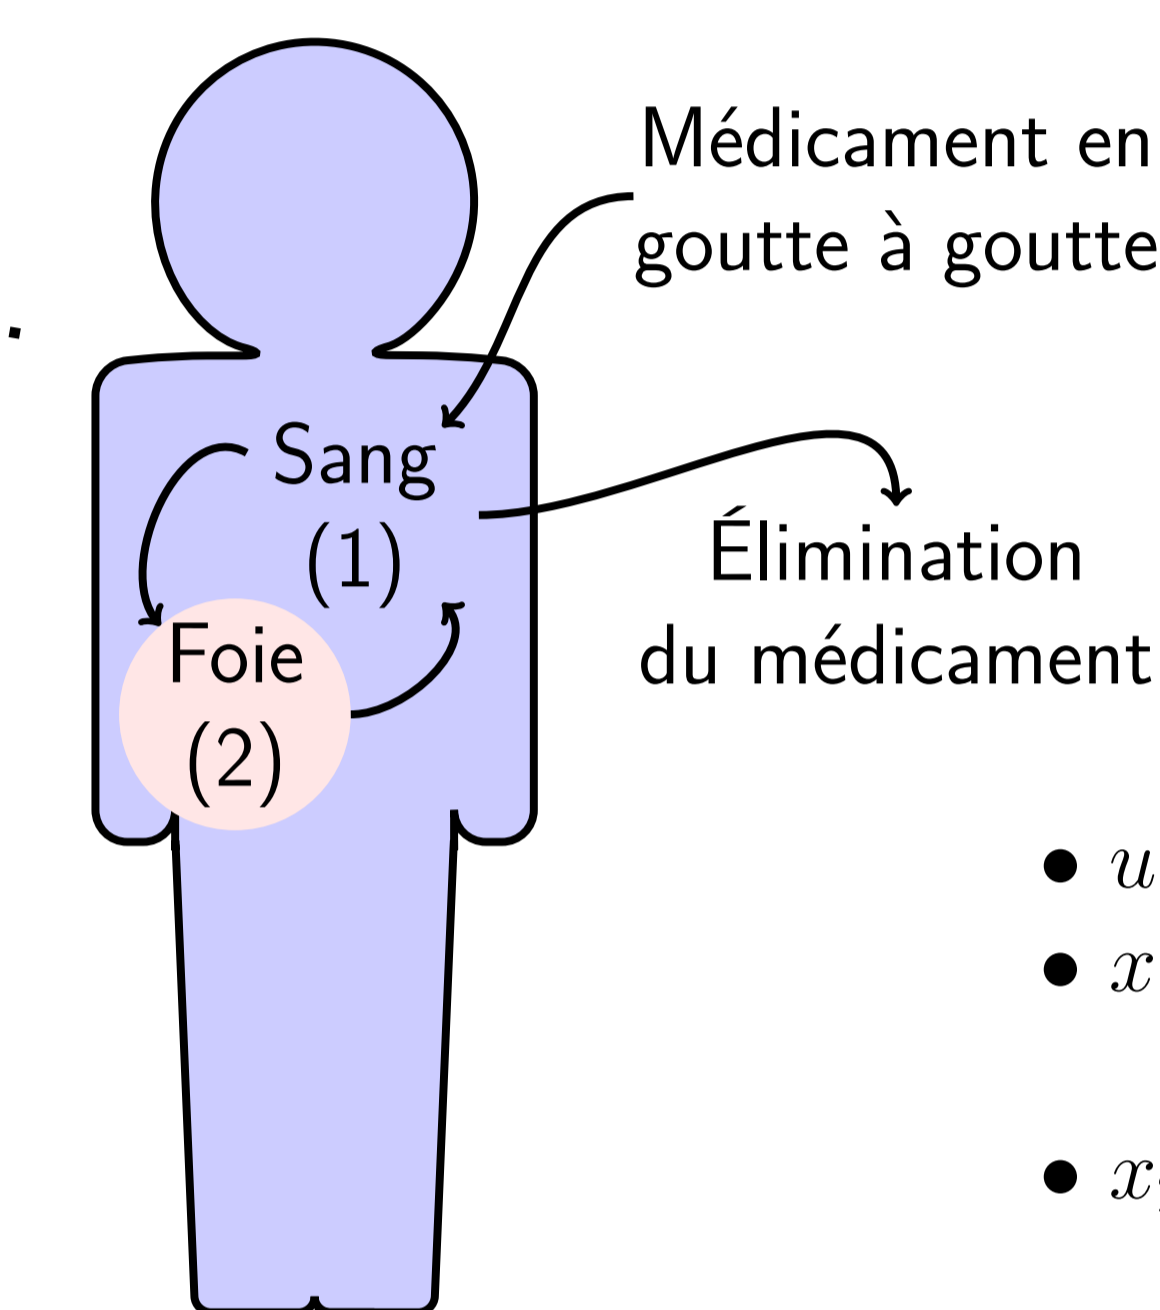 .
Médicament en
goutte à goutte
Sang
(1)
Élimination
du médicament
Foie
(2)
• u
• x
• x